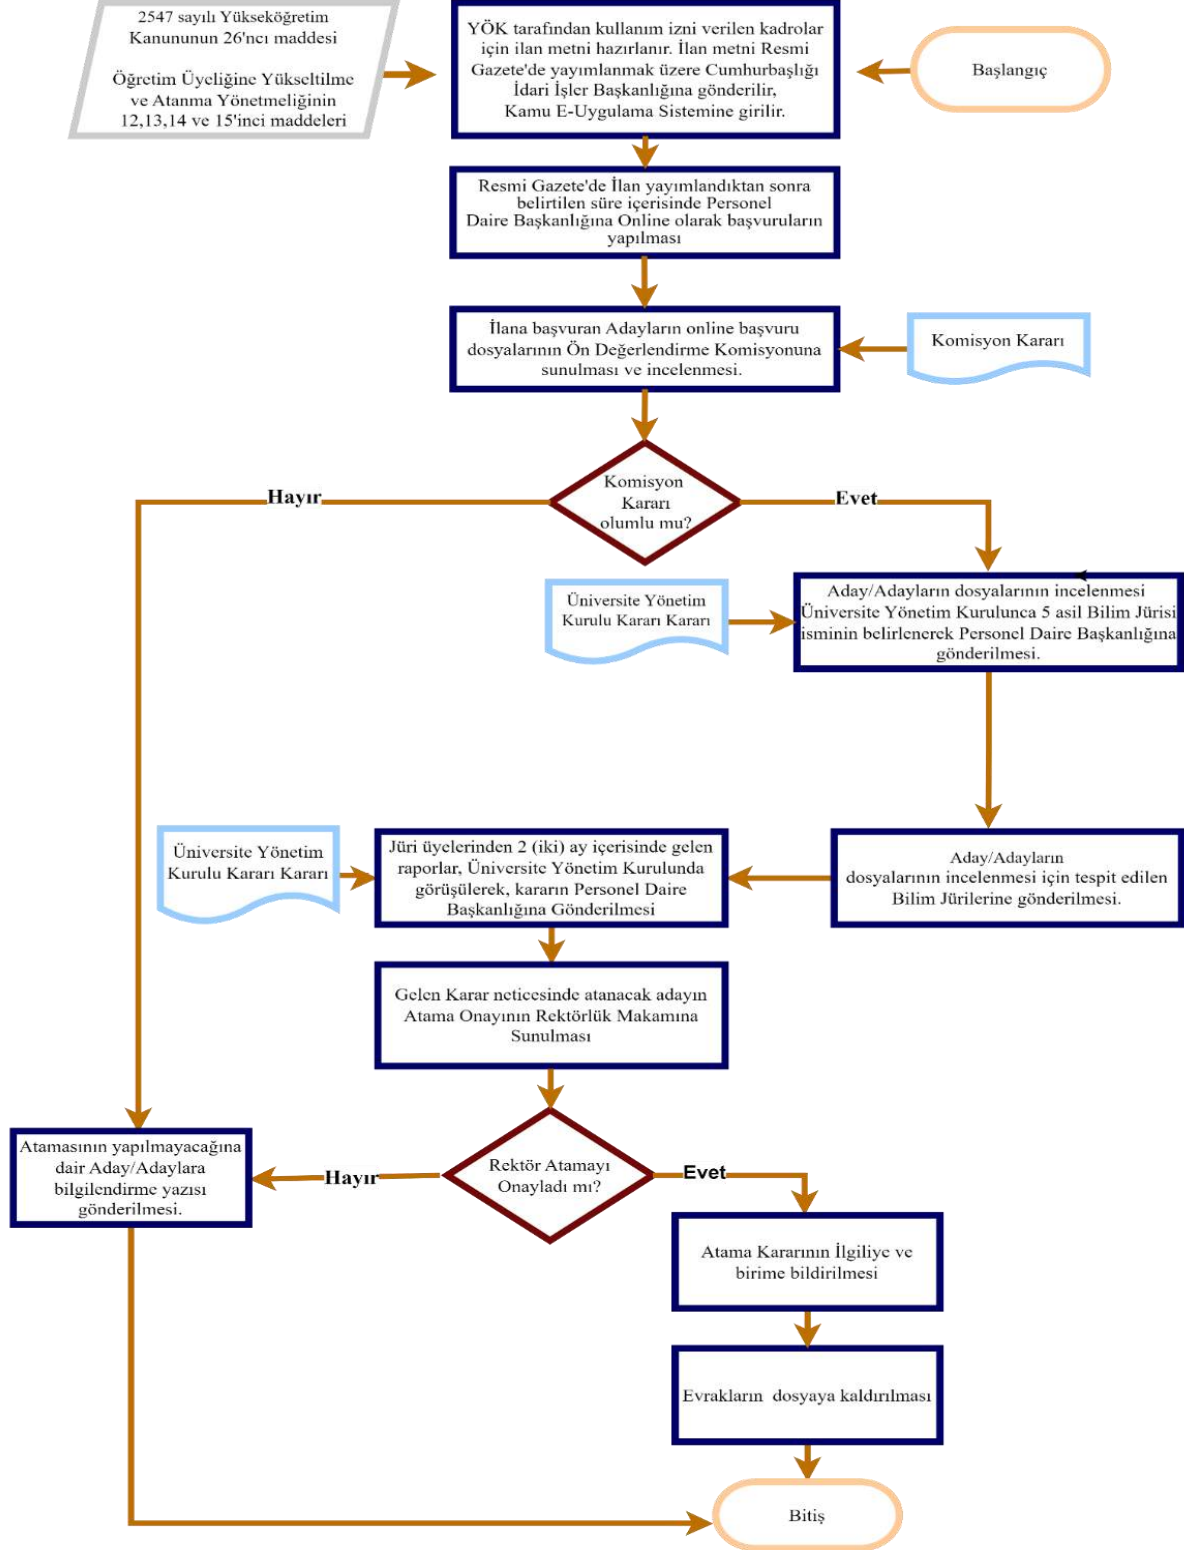 2547 sayılı Yükseköğretim
Kanununun 26'ncı maddesi
Öğretim Üyeliğine Yükseltilme
ve Atanma Yönetmeliğinin
12,13,14 ve 15'inci maddeleri
YÖK tarafından kullanım izni verilen kadrolar
için ilan metni hazırlanır. İlan metni Resmi
Gazete'de yayımlanmak üzere Cumhurbaşlığı
İdari İşler Başkanlığına gönderilir,
Kamu E-Uygulama Sistemine girilir.
Başlangıç
Resmi Gazete'de İlan yayımlandıktan sonra
belirtilen süre içerisinde Personel
Daire Başkanlığına Online olarak başvuruların
yapılması
İlana başvuran Adayların online başvuru
dosyalarının Ön Değerlendirme Komisyonuna
sunulması ve incelenmesi.
Komisyon Kararı
Komisyon
Kararı
olumlu mu?
Hayır
Evet
Üniversite Yönetim
Kurulu Kararı Kararı
Aday/Adayların dosyalarının incelenmesi
Üniversite Yönetim Kurulunca 5 asil Bilim Jürisi
isminin belirlenerek Personel Daire Başkanlığına
gönderilmesi.
Üniversite Yönetim
Kurulu Kararı Kararı
Jüri üyelerinden 2 (iki) ay içerisinde gelen
raporlar, Üniversite Yönetim Kurulunda
görüşülerek, kararın Personel Daire
Başkanlığına Gönderilmesi
Aday/Adayların
dosyalarının incelenmesi için tespit edilen
Bilim Jürilerine gönderilmesi.
Gelen Karar neticesinde atanacak adayın
Atama Onayının Rektörlük Makamına
Sunulması
Atamasının yapılmayacağına
dair Aday/Adaylara
bilgilendirme yazısı
gönderilmesi.
Hayır
Rektör Atamayı
Onayladı mı?
Evet
Atama Kararının İlgiliye ve
birime bildirilmesi
Evrakların dosyaya kaldırılması
Bitiş